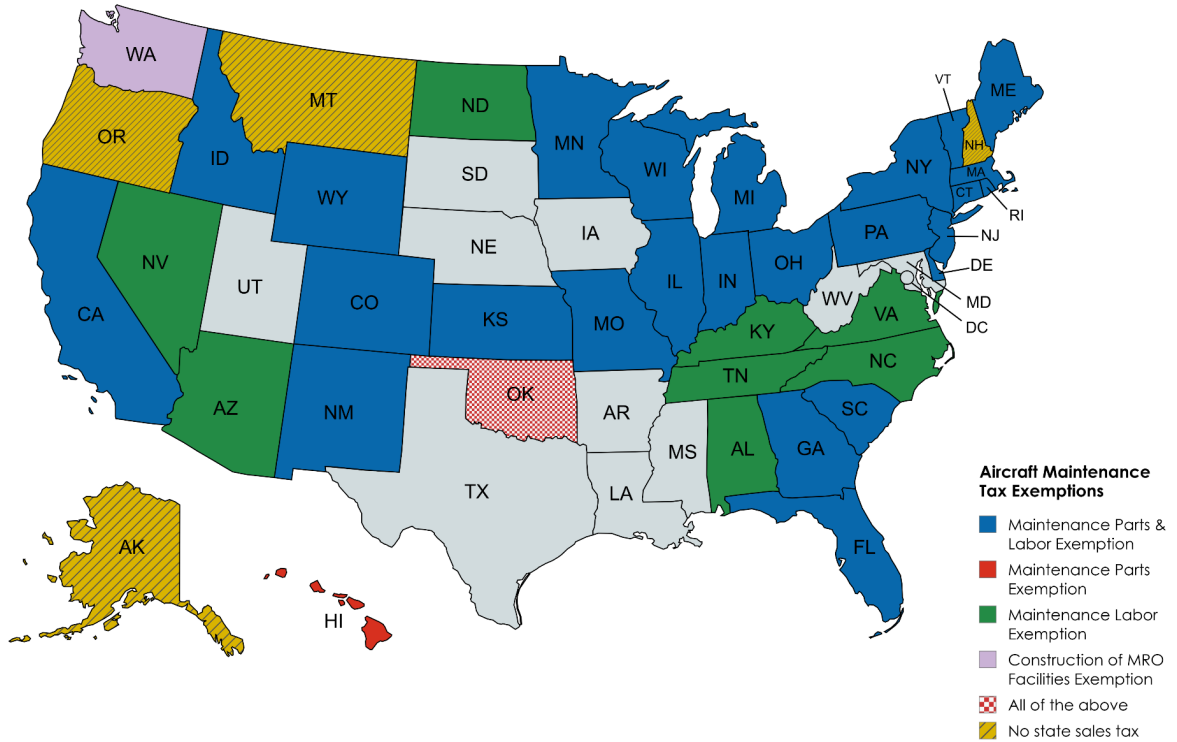 WA
MT
ND
OR
ID
MN
VT
ME
SD
WY
WI
MI
NY
NH
MA
CT
RI
NV
UT
NE
IA
PA
NJ
CA
CO
KS
IL
IN
OH
DE
WV
MD
DC
MO
KY
VA
AZ
NM
OK
AR
TN
NC
SC
TX
LA
MS
AL
GA
FL
AK
HI
Aircraft Maintenance
Tax Exemptions
Maintenance Parts &
Labor Exemption
Maintenance Parts
Exemption
Maintenance Labor
Exemption
Construction of MRO
Facilities Exemption
All of the above
No state sales tax